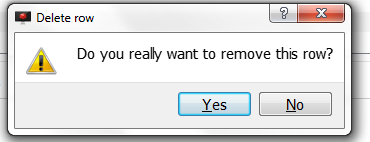 Delete row
?
Do you really want to remove this row?
Yes
No